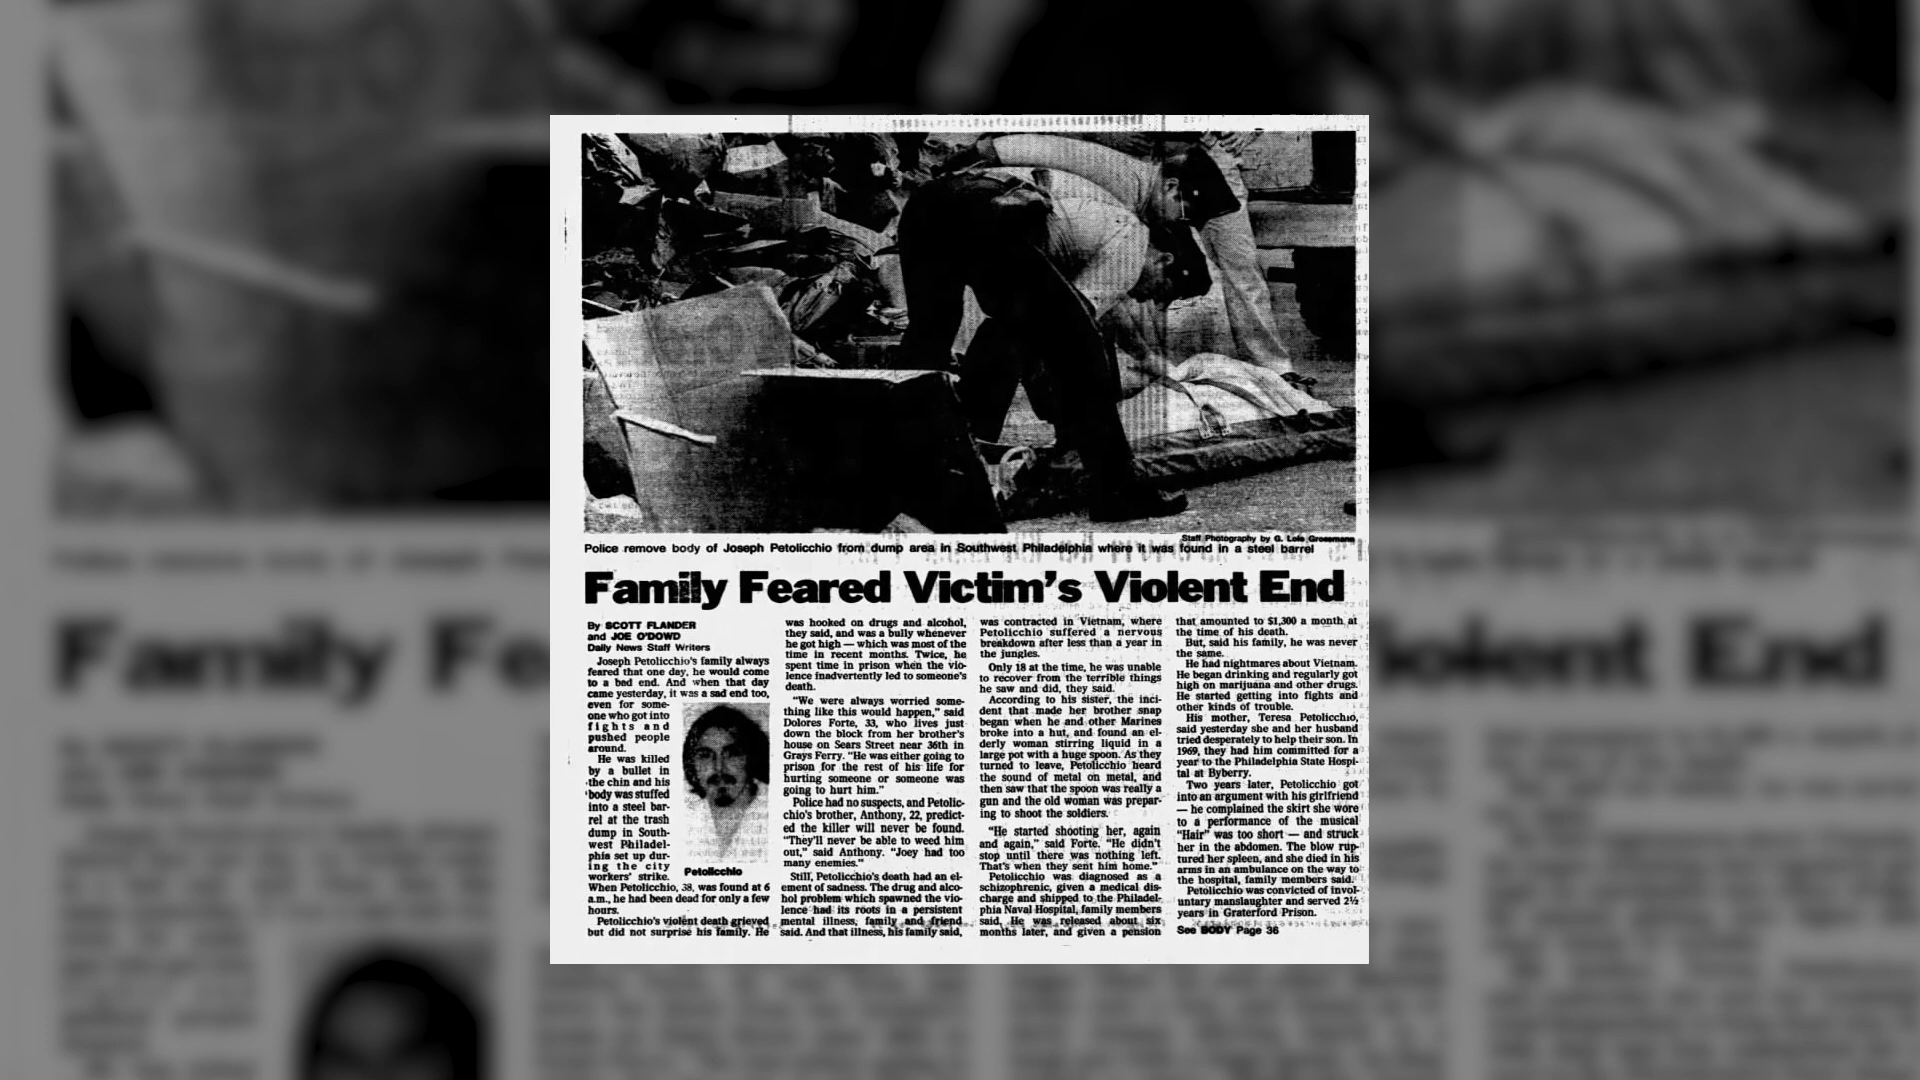 Staff Photography by G. Lois Grossmann
Police remove body of Joseph Petolicchio from dump area in Southwest Philadelphia where it was found in a steel barrel
Family Feared Victim's Violent End
By SCOTT FLANDER
and JOE O'DOWD
Daily News Staff Writers
Joseph Petolicchio's family always
feared that one day, he would come
to a bad end. And when that day
came yesterday, it was a sad end too,
even for some-
one who got into
fights and
pushed people
around.
He was killed
by a bullet in
the chin and his
body was stuffed
into a steel bar-
rel at the trash
dump in South-
west Philadel-
phia set up dur-
ing the city
workers' strike.
Petolicchio
When Petolicchio, 38, was found at 6
a.m., he had been dead for only a few
hours.
Petolicchio's violent death grieved
but did not surprise his family. He
was hooked on drugs and alcohol,
they said, and was a bully whenever
he got high — which was most of the
time in recent months. Twice, he
spent time in prison when the vio-
lence inadvertently led to someone's
death.
"We were always worried some-
thing like this would happen," said
Dolores Forte, 33, who lives just
down the block from her brother's
house on Sears Street near 36th in
Grays Ferry. "He was either going to
prison for the rest of his life for
hurting someone or someone was
going to hurt him."
Police had no suspects, and Petolic-
chio's brother, Anthony, 22, predict-
ed the killer will never be found.
"They'll never be able to weed him
out," said Anthony. "Joey had too
many enemies."
Still, Petolicchio's death had an el-
ement of sadness. The drug and alco-
hol problem which spawned the vio-
lence had its roots in a persistent
mental illness, family and friend
said. And that illness, his family said,
was contracted in Vietnam, where
Petolicchio suffered a nervous
breakdown after less than a year in
the jungles.
Only 18 at the time, he was unable
to recover from the terrible things
he saw and did, they said.
According to his sister, the inci-
dent that made her brother snap
began when he and other Marines
broke into a hut, and found an el-
derly woman stirring liquid in a
large pot with a huge spoon. As they
turned to leave, Petolicchio heard
the sound of metal on metal, and
then saw that the spoon was really a
gun and the old woman was prepar-
ing to shoot the soldiers.
"He started shooting her, again
and again," said Forte. "He didn't
stop until there was nothing left.
That's when they sent him home."
Petolicchio was diagnosed as a
schizophrenic, given a medical dis-
charge and shipped to the Philadel-
phia Naval Hospital, family members
said. He was released about six
months later, and given a pension
that amounted to $1,300 a month at
the time of his death.
But, said his family, he was never
the same.
He had nightmares about Vietnam.
He began drinking and regularly got
high on marijuana and other drugs.
He started getting into fights and
other kinds of trouble.
His mother, Teresa Petolicchio,
said yesterday she and her husband
tried desperately to help their son. In
1969, they had him committed for a
year to the Philadelphia State Hospi-
tal at Byberry.
Two years later, Petolicchio got
into an argument with his girlfriend
— he complained the skirt she wore
to a performance of the musical
"Hair" was too short — and struck
her in the abdomen. The blow rup-
tured her spleen, and she died in his
arms in an ambulance on the way to
the hospital, family members said.
Petolicchio was convicted of invol-
untary manslaughter and served 2½
years in Graterford Prison.
See BODY Page 36